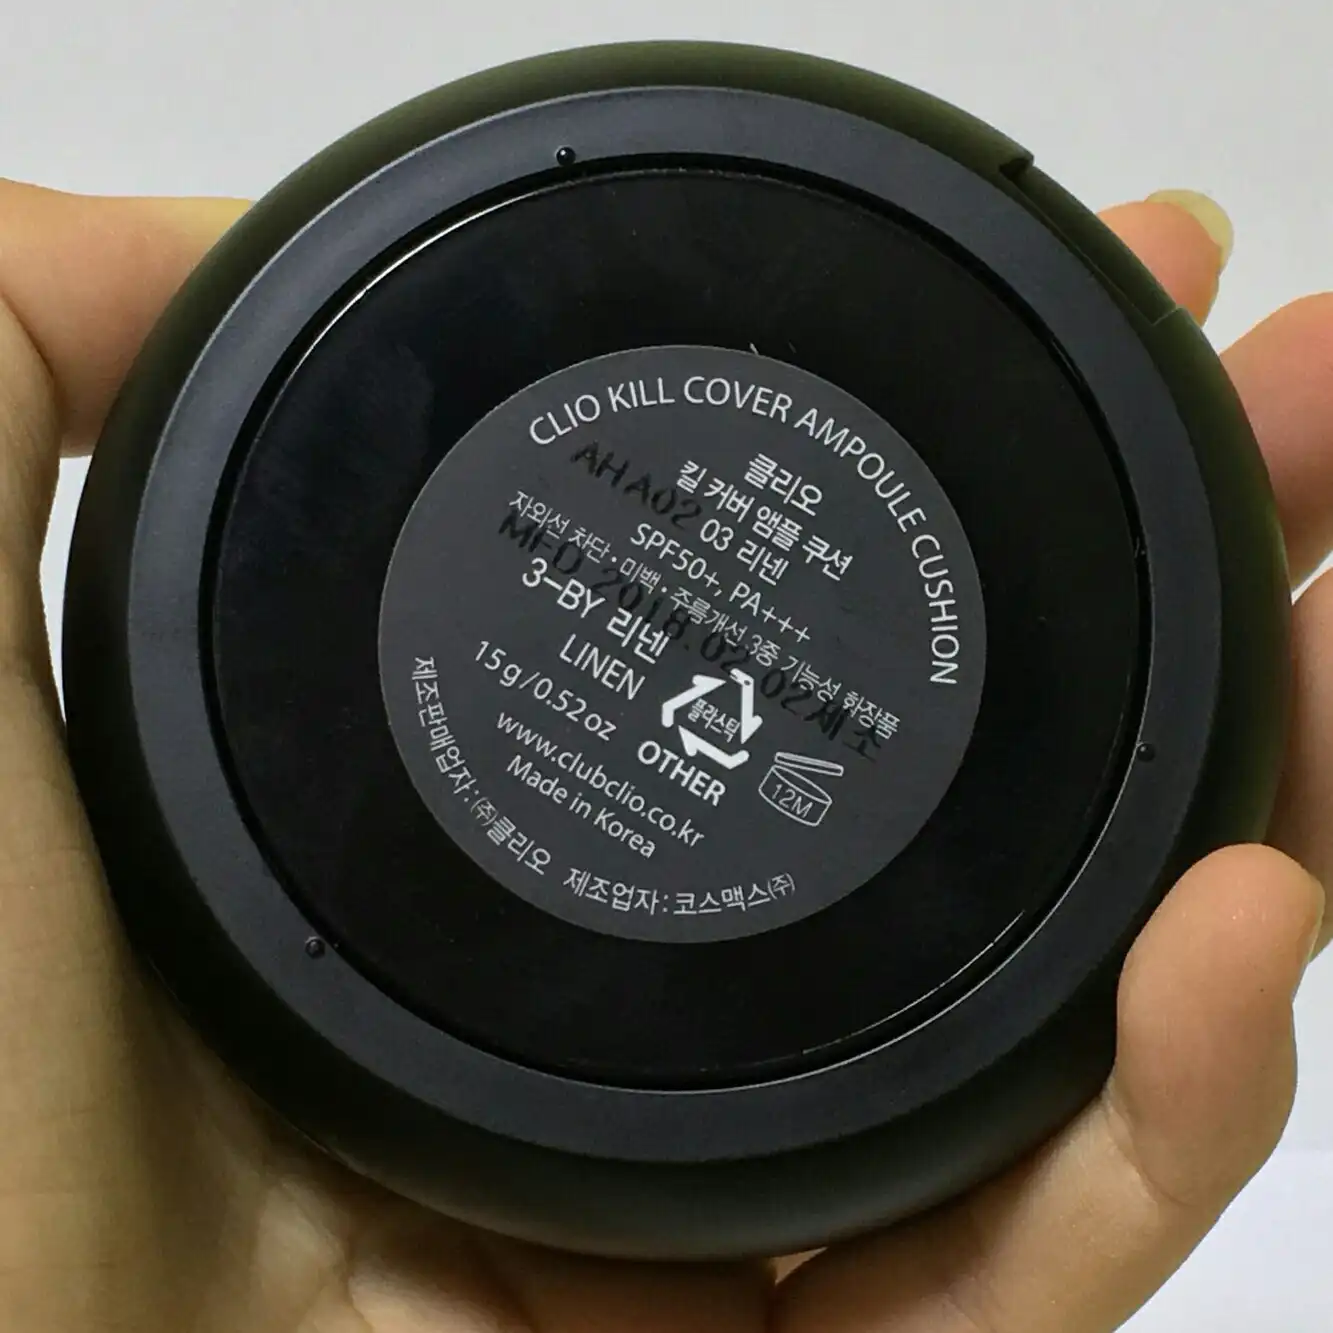 CLIO KILL COVER AMPOULE CUSHION
클리오
킬 커버 앰플 쿠션
03 리넨
SPF50+, PA+++
자외선 차단·미백·주름개선 3중 기능성 화장품
3-BY 리넨
LINEN
15g/0.52oz
플라스틱
OTHER
12M
www.clubclio.co.kr
Made in Korea
제조판매업자:㈜클리오 제조업자:코스맥스㈜
AHA02
MFD 2018.02.02제조